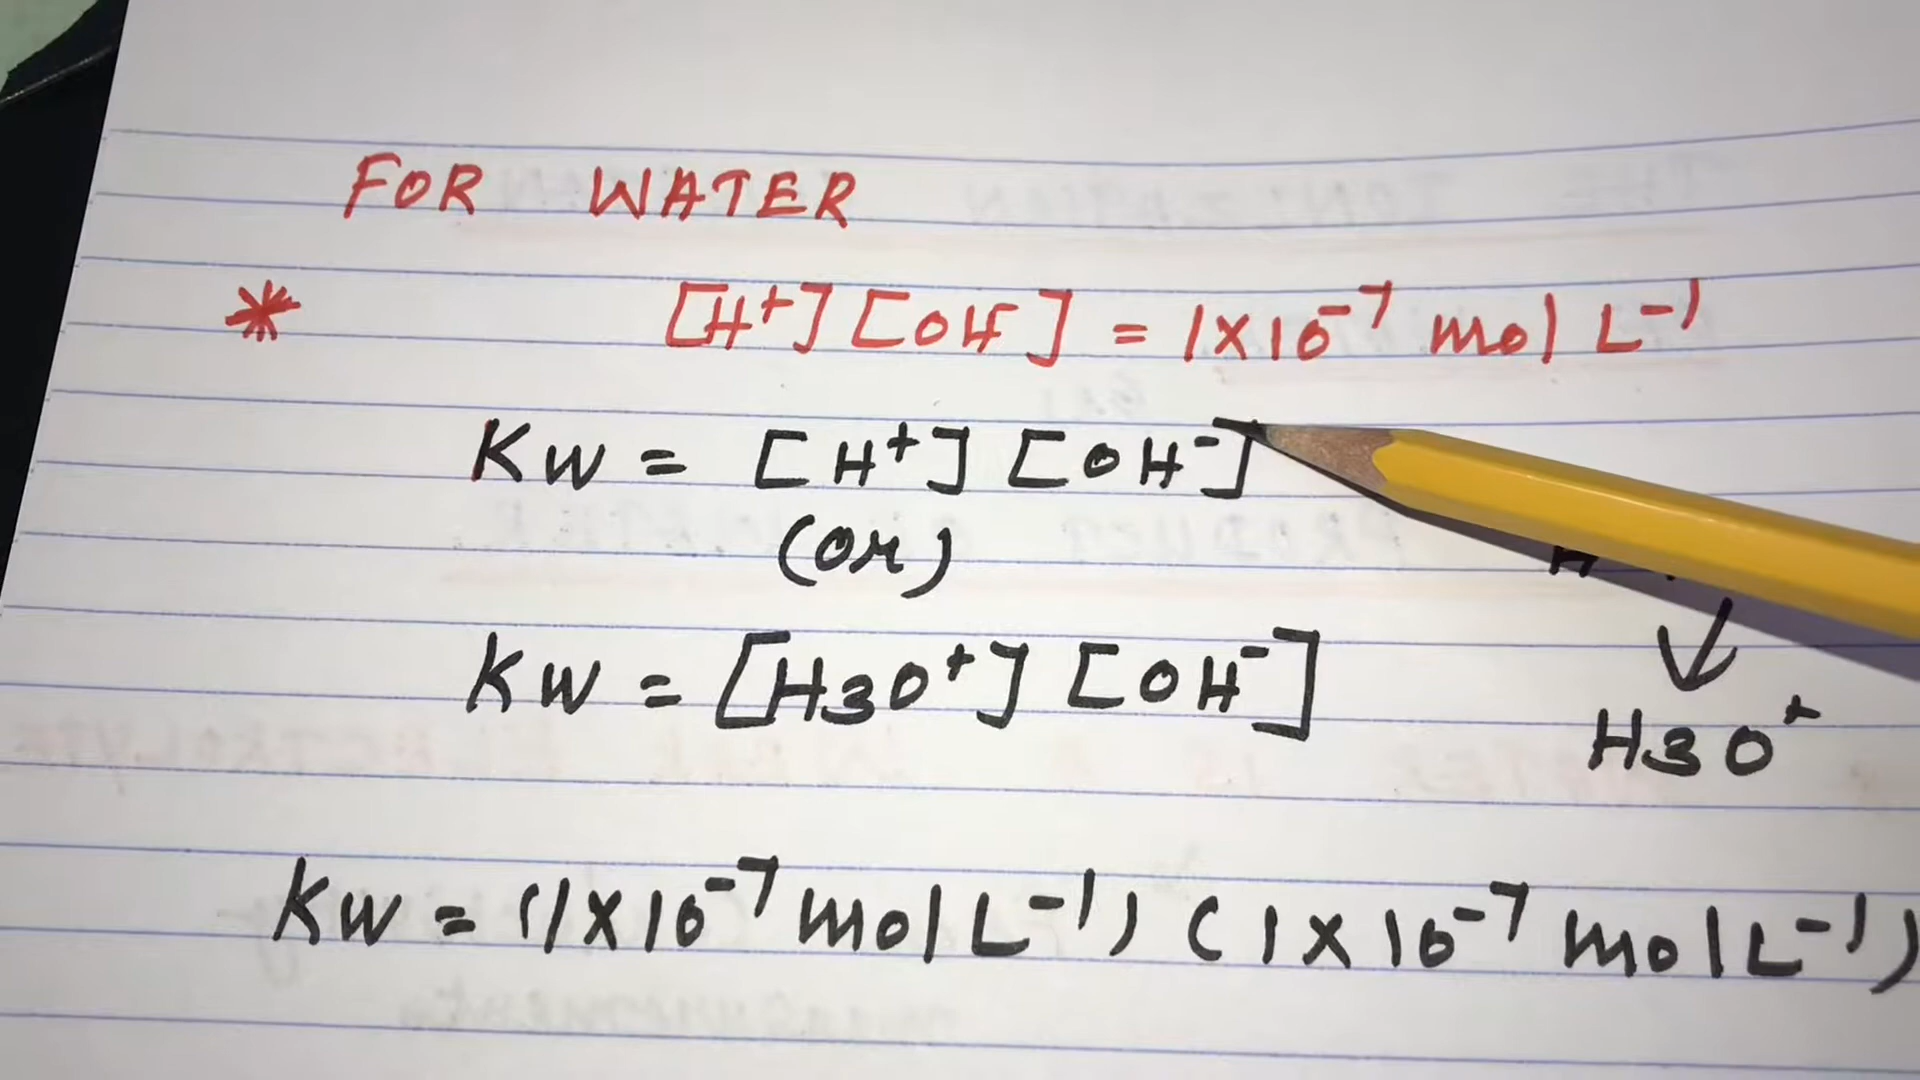 FOR WATER
* [H+] [OH-] = 1x10-7 mol L-1
Kw = [H+] [OH-]
(or)
Kw = [H3O+] [OH-]
H3O+
Kw = (1x10-7 mol L-1) (1x10-7 mol L-1)